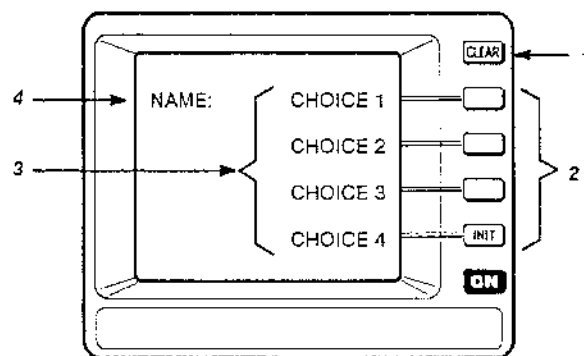 CLEAR
4 NAME: CHOICE 1
CHOICE 2
3 CHOICE 3 2
CHOICE 4 INIT
ON